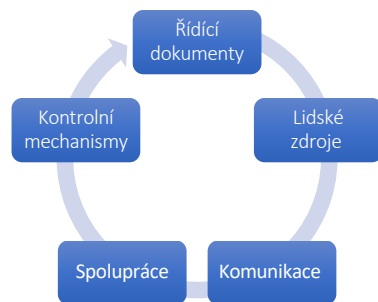 Řídící
dokumenty
Lidské
zdroje
Komunikace
Spolupráce
Kontrolní
mechanismy